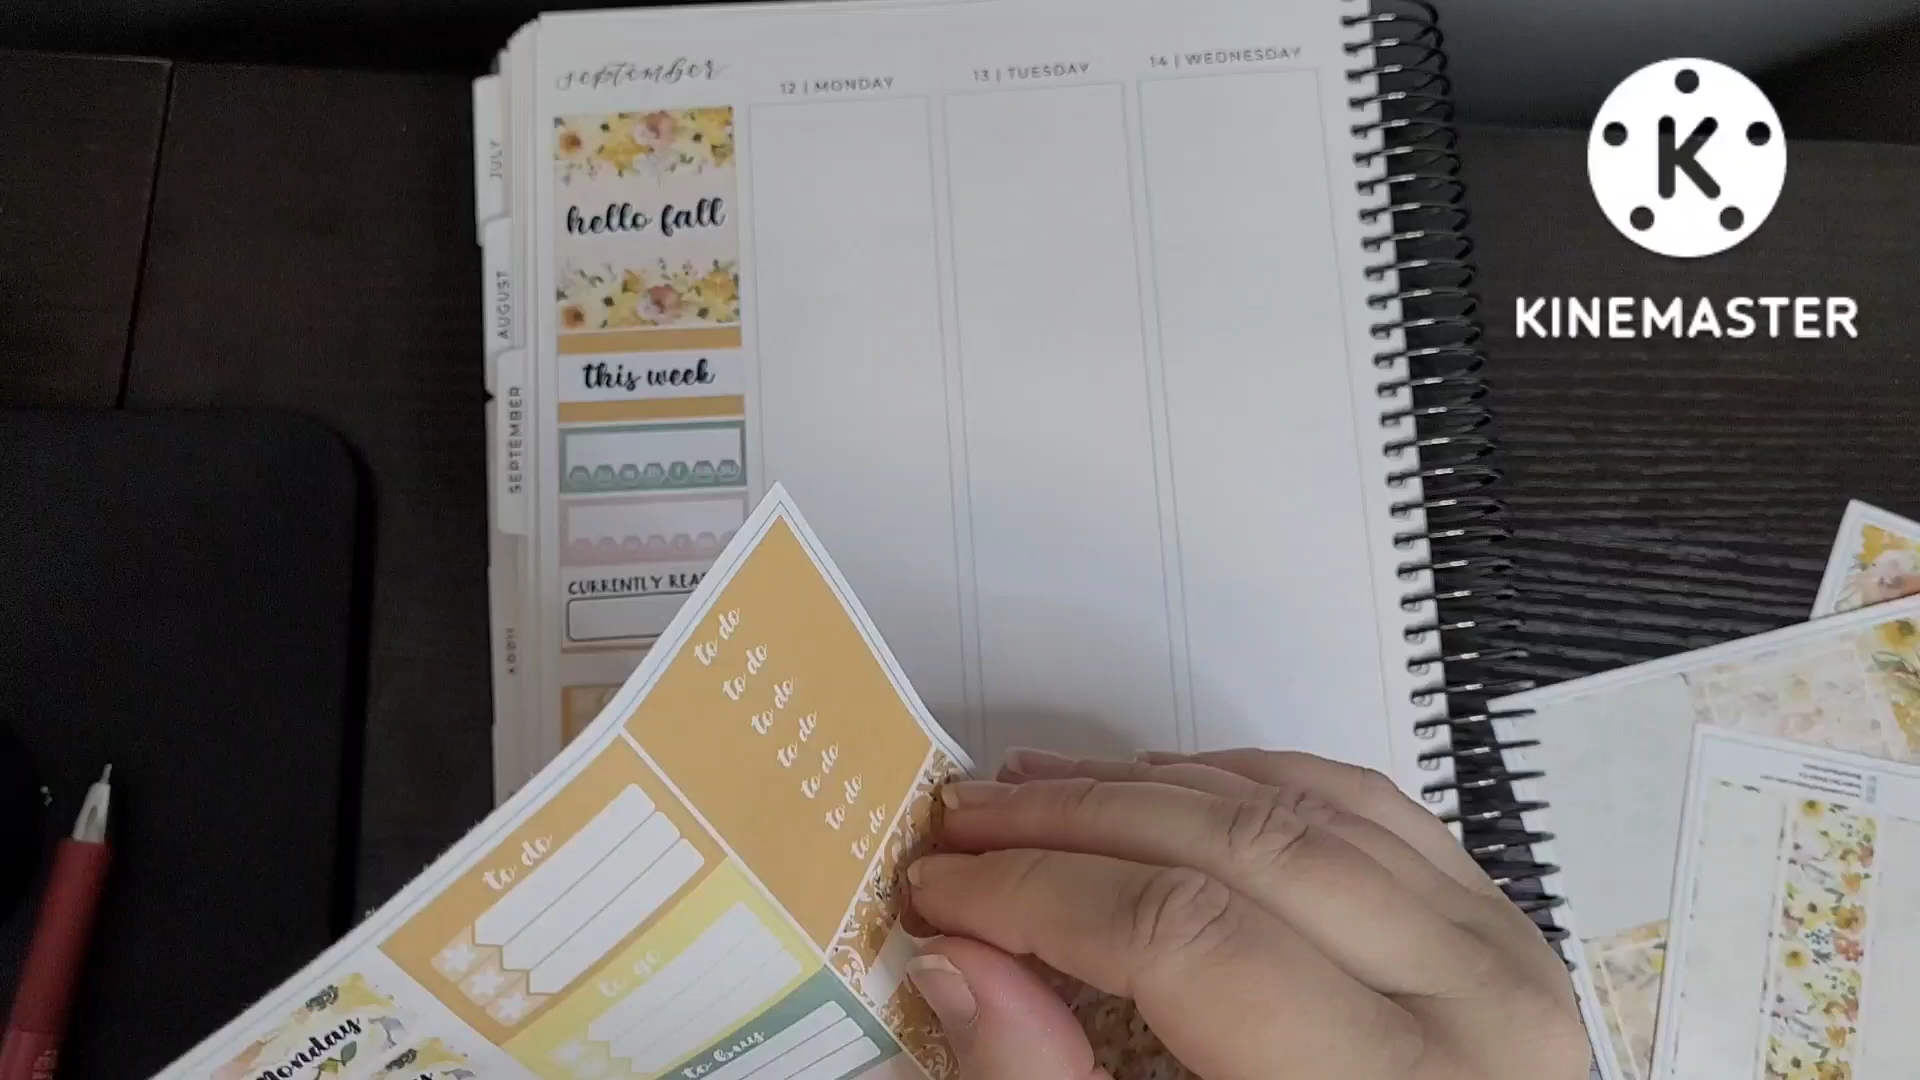 september
12 | MONDAY
13 | TUESDAY
14 | WEDNESDAY
K
KINEMASTER
JULY
AUGUST
SEPTEMBER
hello fall
this week
CURRENTLY
to do
to do
to do
to do
to do
to do
to do
to do
to go
to buy
Monday